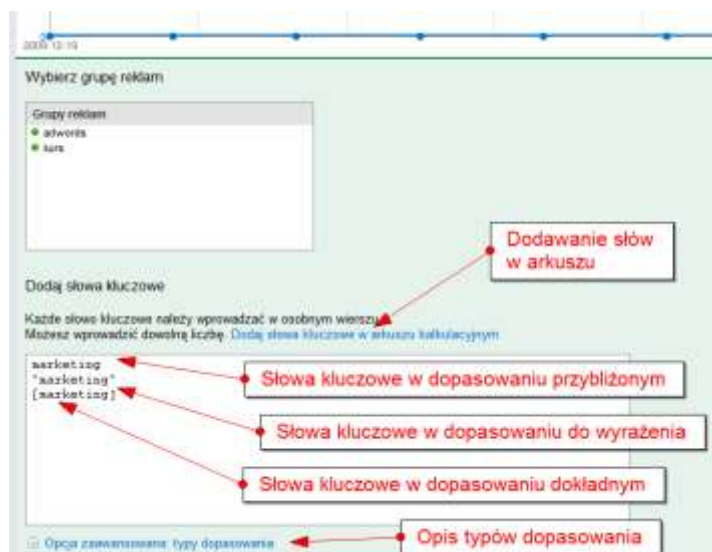 2009-12-19
Wybierz grupę reklam
Grupy reklam
adwords
kurs
Dodawanie słów
w arkuszu
Dodaj słowa kluczowe
Każde słowo kluczowe należy wprowadzać w osobnym wierszu.
Możesz wprowadzić dowolną liczbę. Dodaj słowa kluczowe w arkuszu kalkulacyjnym
marketing
"marketing"
[marketing]
Słowa kluczowe w dopasowaniu przybliżonym
Słowa kluczowe w dopasowaniu do wyrażenia
Słowa kluczowe w dopasowaniu dokładnym
Opcja zaawansowana: typy dopasowania
Opis typów dopasowania